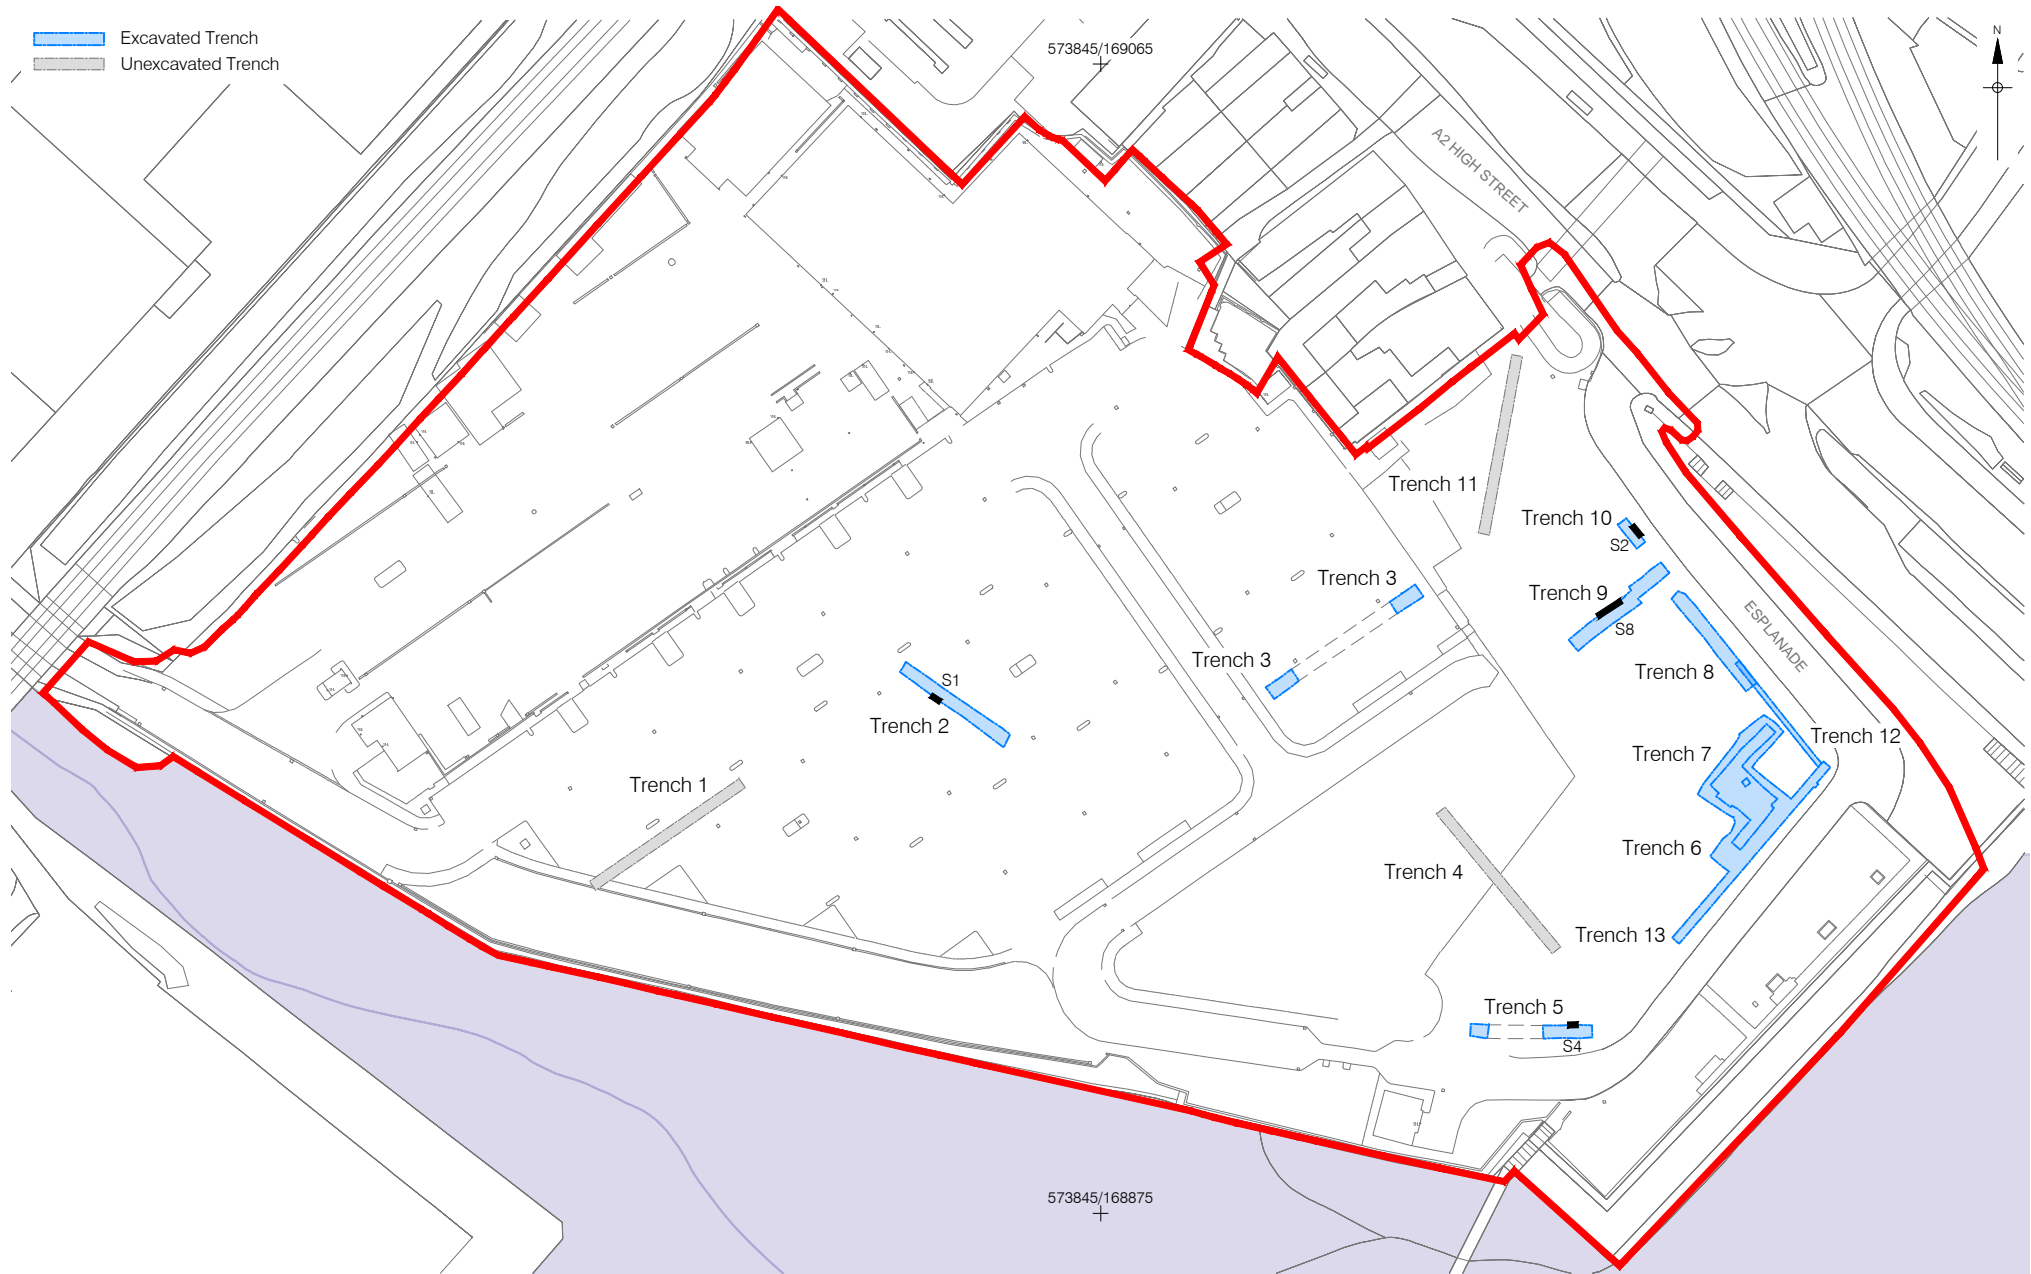 Excavated Trench
Unexcavated Trench
573845/169065
N
A2 HIGH STREET
Trench 11
Trench 10
S2
Trench 3
Trench 9
S8
ESPLANADE
Trench 3
Trench 8
S1
Trench 2
Trench 12
Trench 7
Trench 1
Trench 6
Trench 4
Trench 13
Trench 5
S4
573845/168875